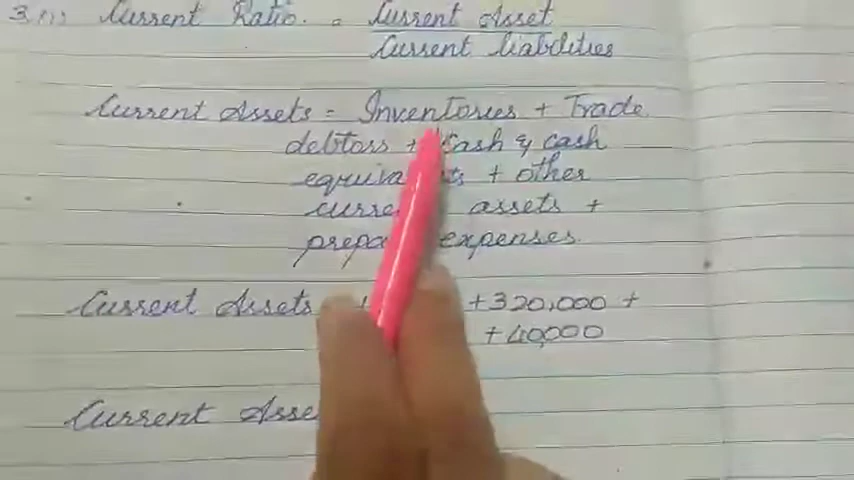 3. (i) Current Ratio = Current Asset
Current liabilities
Current Assets = Inventories + Trade
debtors + Cash & cash
+ other
assets +
expenses.
Current Assets +320,000 +
+40,000
Current